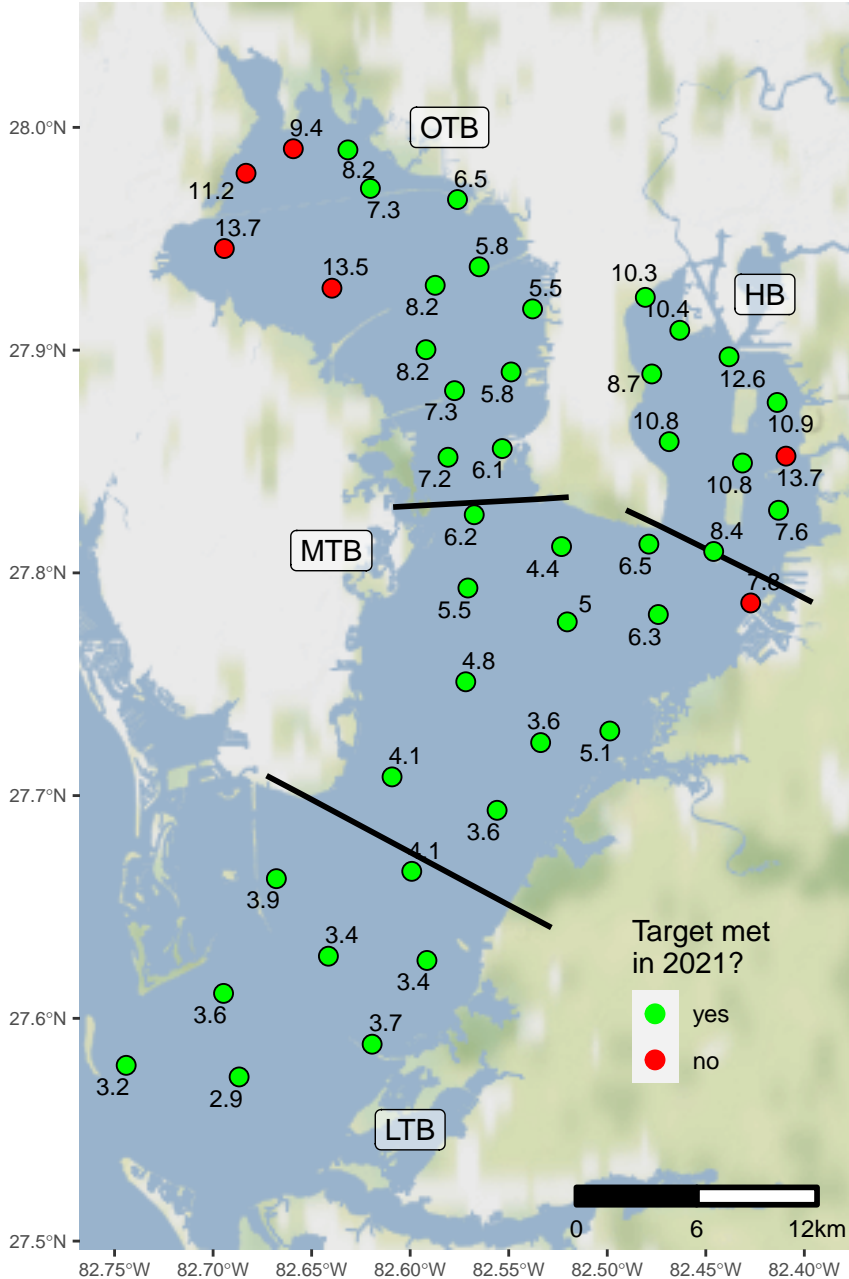 28.0°N
27.9°N
27.8°N
27.7°N
27.6°N
27.5°N
9.4
OTB
8.2
11.2
6.5
7.3
13.7
5.8
13.5
10.3
5.5
HB
8.2
10.4
8.2
5.8
8.7
12.6
7.3
10.9
10.8
7.2
6.1
10.8
13.7
6.2
8.4
7.6
MTB
4.4
6.5
7.8
5.5
5
6.3
4.8
3.6
4.1
5.1
3.6
4.1
3.9
3.4
3.4
Target met
in 2021?
yes
no
3.6
3.7
3.2
2.9
LTB
0
6
12km
82.75°W
82.70°W
82.65°W
82.60°W
82.55°W
82.50°W
82.45°W
82.40°W